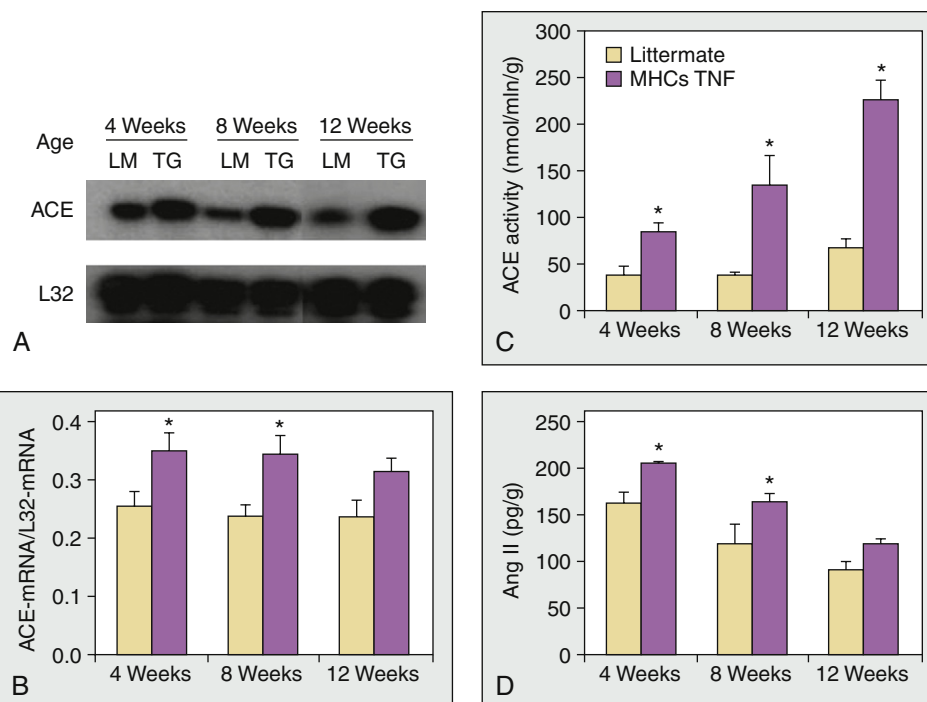 Age
4 Weeks 8 Weeks 12 Weeks
LM TG LM TG LM TG
ACE
L32
A
ACE activity (nmol/mln/g)
300
250
200
150
100
50
0
Littermate
MHCs TNF
* * *
4 Weeks 8 Weeks 12 Weeks
C
ACE-mRNA/L32-mRNA
0.4
0.3
0.2
0.1
0.0
* *
4 Weeks 8 Weeks 12 Weeks
B
Ang II (pg/g)
250
200
150
100
50
0
* *
4 Weeks 8 Weeks 12 Weeks
D